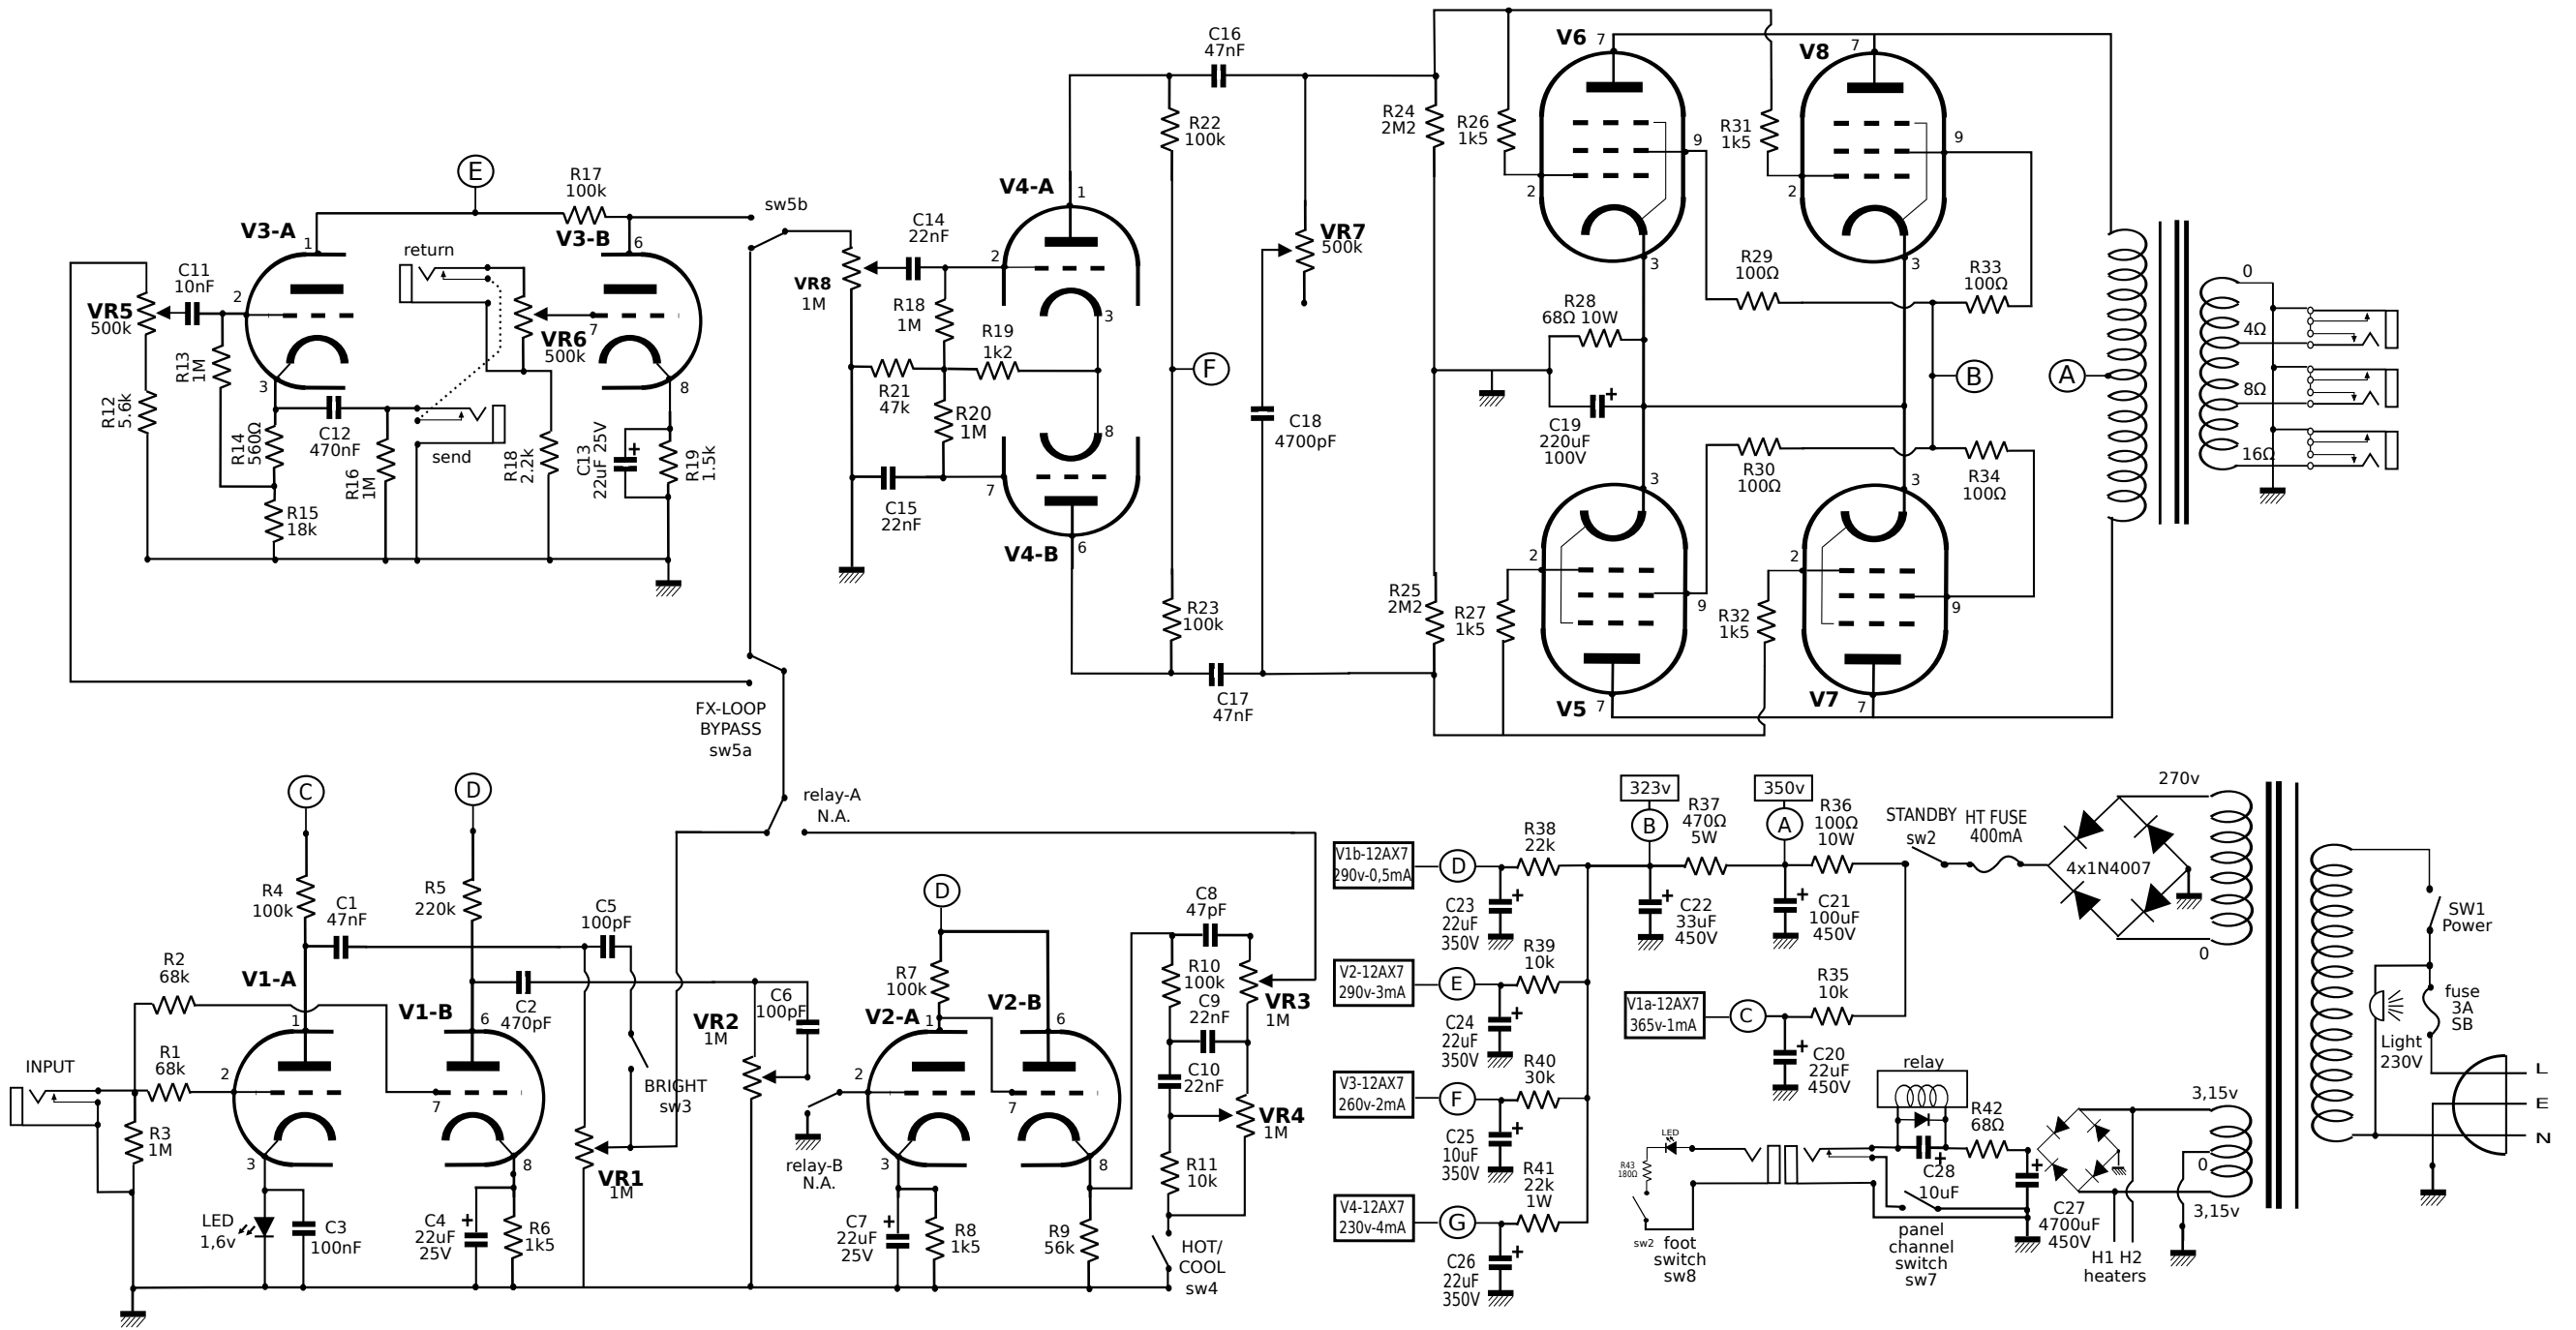 C16
47nF
V6
7
V8
7
R22
100k
R24
2M2
R26
1k5
R31
1k5
9
9
2
2
3
3
E
R17
100k
V3-A
1
V3-B
6
return
sw5b
V4-A
1
C14
22nF
2
VR8
1M
R18
1M
R19
1k2
3
R21
47k
R20
1M
8
C15
22nF
7
V4-B
6
F
VR7
500k
C18
4700pF
R29
100Ω
R33
100Ω
R28
68Ω 10W
C19
220uF
100V
+
B
A
R30
100Ω
R34
100Ω
0
4Ω
8Ω
16Ω
C11
10nF
2
VR5
500k
R13
1M
3
R12
5.6k
R14
560Ω
C12
470nF
R15
18k
R16
1M
send
VR6
500k
7
R18
2.2k
C13
22uF 25V
+
R19
1.5k
8
R23
100k
C17
47nF
R25
2M2
R27
1k5
R32
1k5
3
3
2
2
9
9
V5
7
V7
7
FX-LOOP
BYPASS
sw5a
relay-A
N.A.
C
D
R4
100k
C1
47nF
R5
220k
C5
100pF
R2
68k
V1-A
1
V1-B
6
C2
470pF
INPUT
R1
68k
2
7
R3
1M
3
8
LED
1,6v
C3
100nF
C4
22uF
25V
+
R6
1k5
BRIGHT
sw3
VR1
1M
VR2
1M
C6
100pF
relay-B
N.A.
D
R7
100k
V2-A
1
V2-B
6
2
7
3
8
C7
22uF
25V
+
R8
1k5
R9
56k
C8
47pF
R10
100k
C9
22nF
VR3
1M
C10
22nF
VR4
1M
R11
10k
HOT/
COOL
sw4
V1b-12AX7
290v-0,5mA
D
R38
22k
C23
22uF
350V
+
V2-12AX7
290v-3mA
E
R39
10k
C24
22uF
350V
+
V3-12AX7
260v-2mA
F
R40
30k
C25
10uF
350V
+
V4-12AX7
230v-4mA
G
R41
22k
1W
C26
22uF
350V
+
323v
B
350v
A
R37
470Ω
5W
R36
100Ω
10W
C22
33uF
450V
+
C21
100uF
450V
+
V1a-12AX7
365v-1mA
C
R35
10k
C20
22uF
450V
+
STANDBY
sw2
HT FUSE
400mA
4x1N4007
270v
0
relay
R42
68Ω
C28
10uF
+
LED
R43
180Ω
sw2
foot
switch
sw8
panel
channel
switch
sw7
C27
4700uF
450V
+
H1 H2
heaters
3,15v
0
3,15v
SW1
Power
fuse
3A
SB
Light
230V
L
E
N